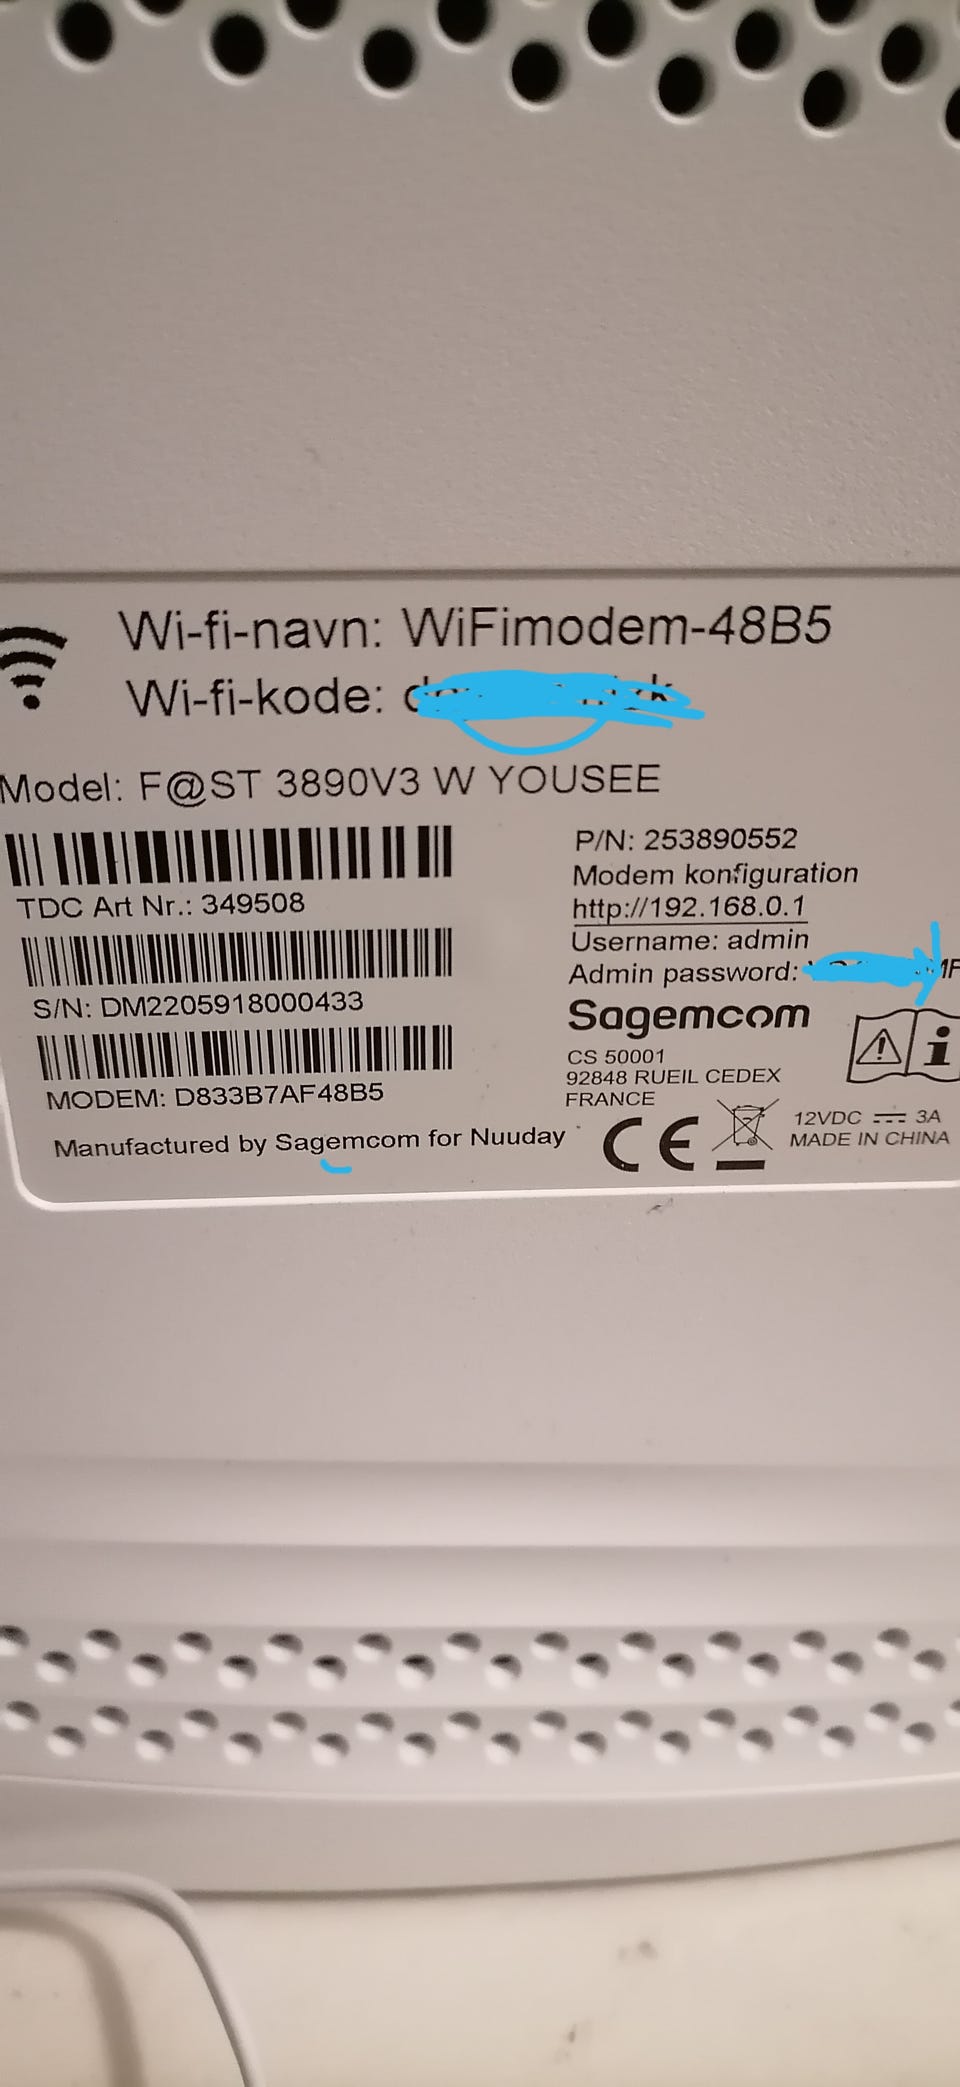 Wi-fi-navn: WiFimodem-48B5
Wi-fi-kode:
Model: F@ST 3890V3 W YOUSEE
TDC Art Nr.: 349508
S/N: DM2205918000433
MODEM: D833B7AF48B5
Manufactured by Sagemcom for Nuuday
P/N: 253890552
Modem konfiguration
http://192.168.0.1
Username: admin
Admin password:
Sagemcom
CS 50001
92848 RUEIL CEDEX
FRANCE
CE
12VDC ⎓ 3A
MADE IN CHINA